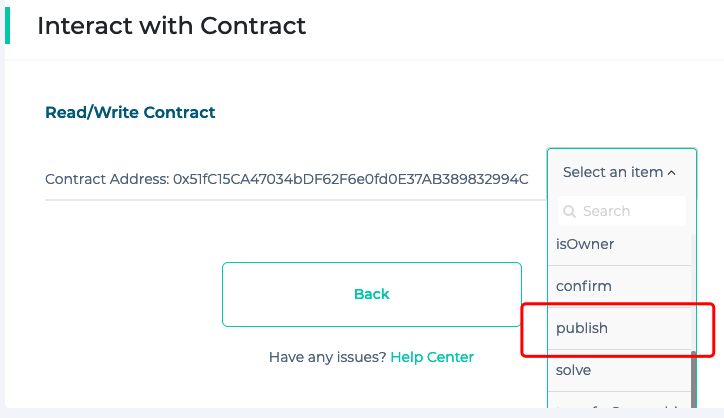 Interact with Contract
Read/Write Contract
Contract Address: 0x51fC15CA47034bDF62F6e0fd0E37AB389832994C
Select an item
Search
isOwner
confirm
publish
solve
Back
Have any issues? Help Center